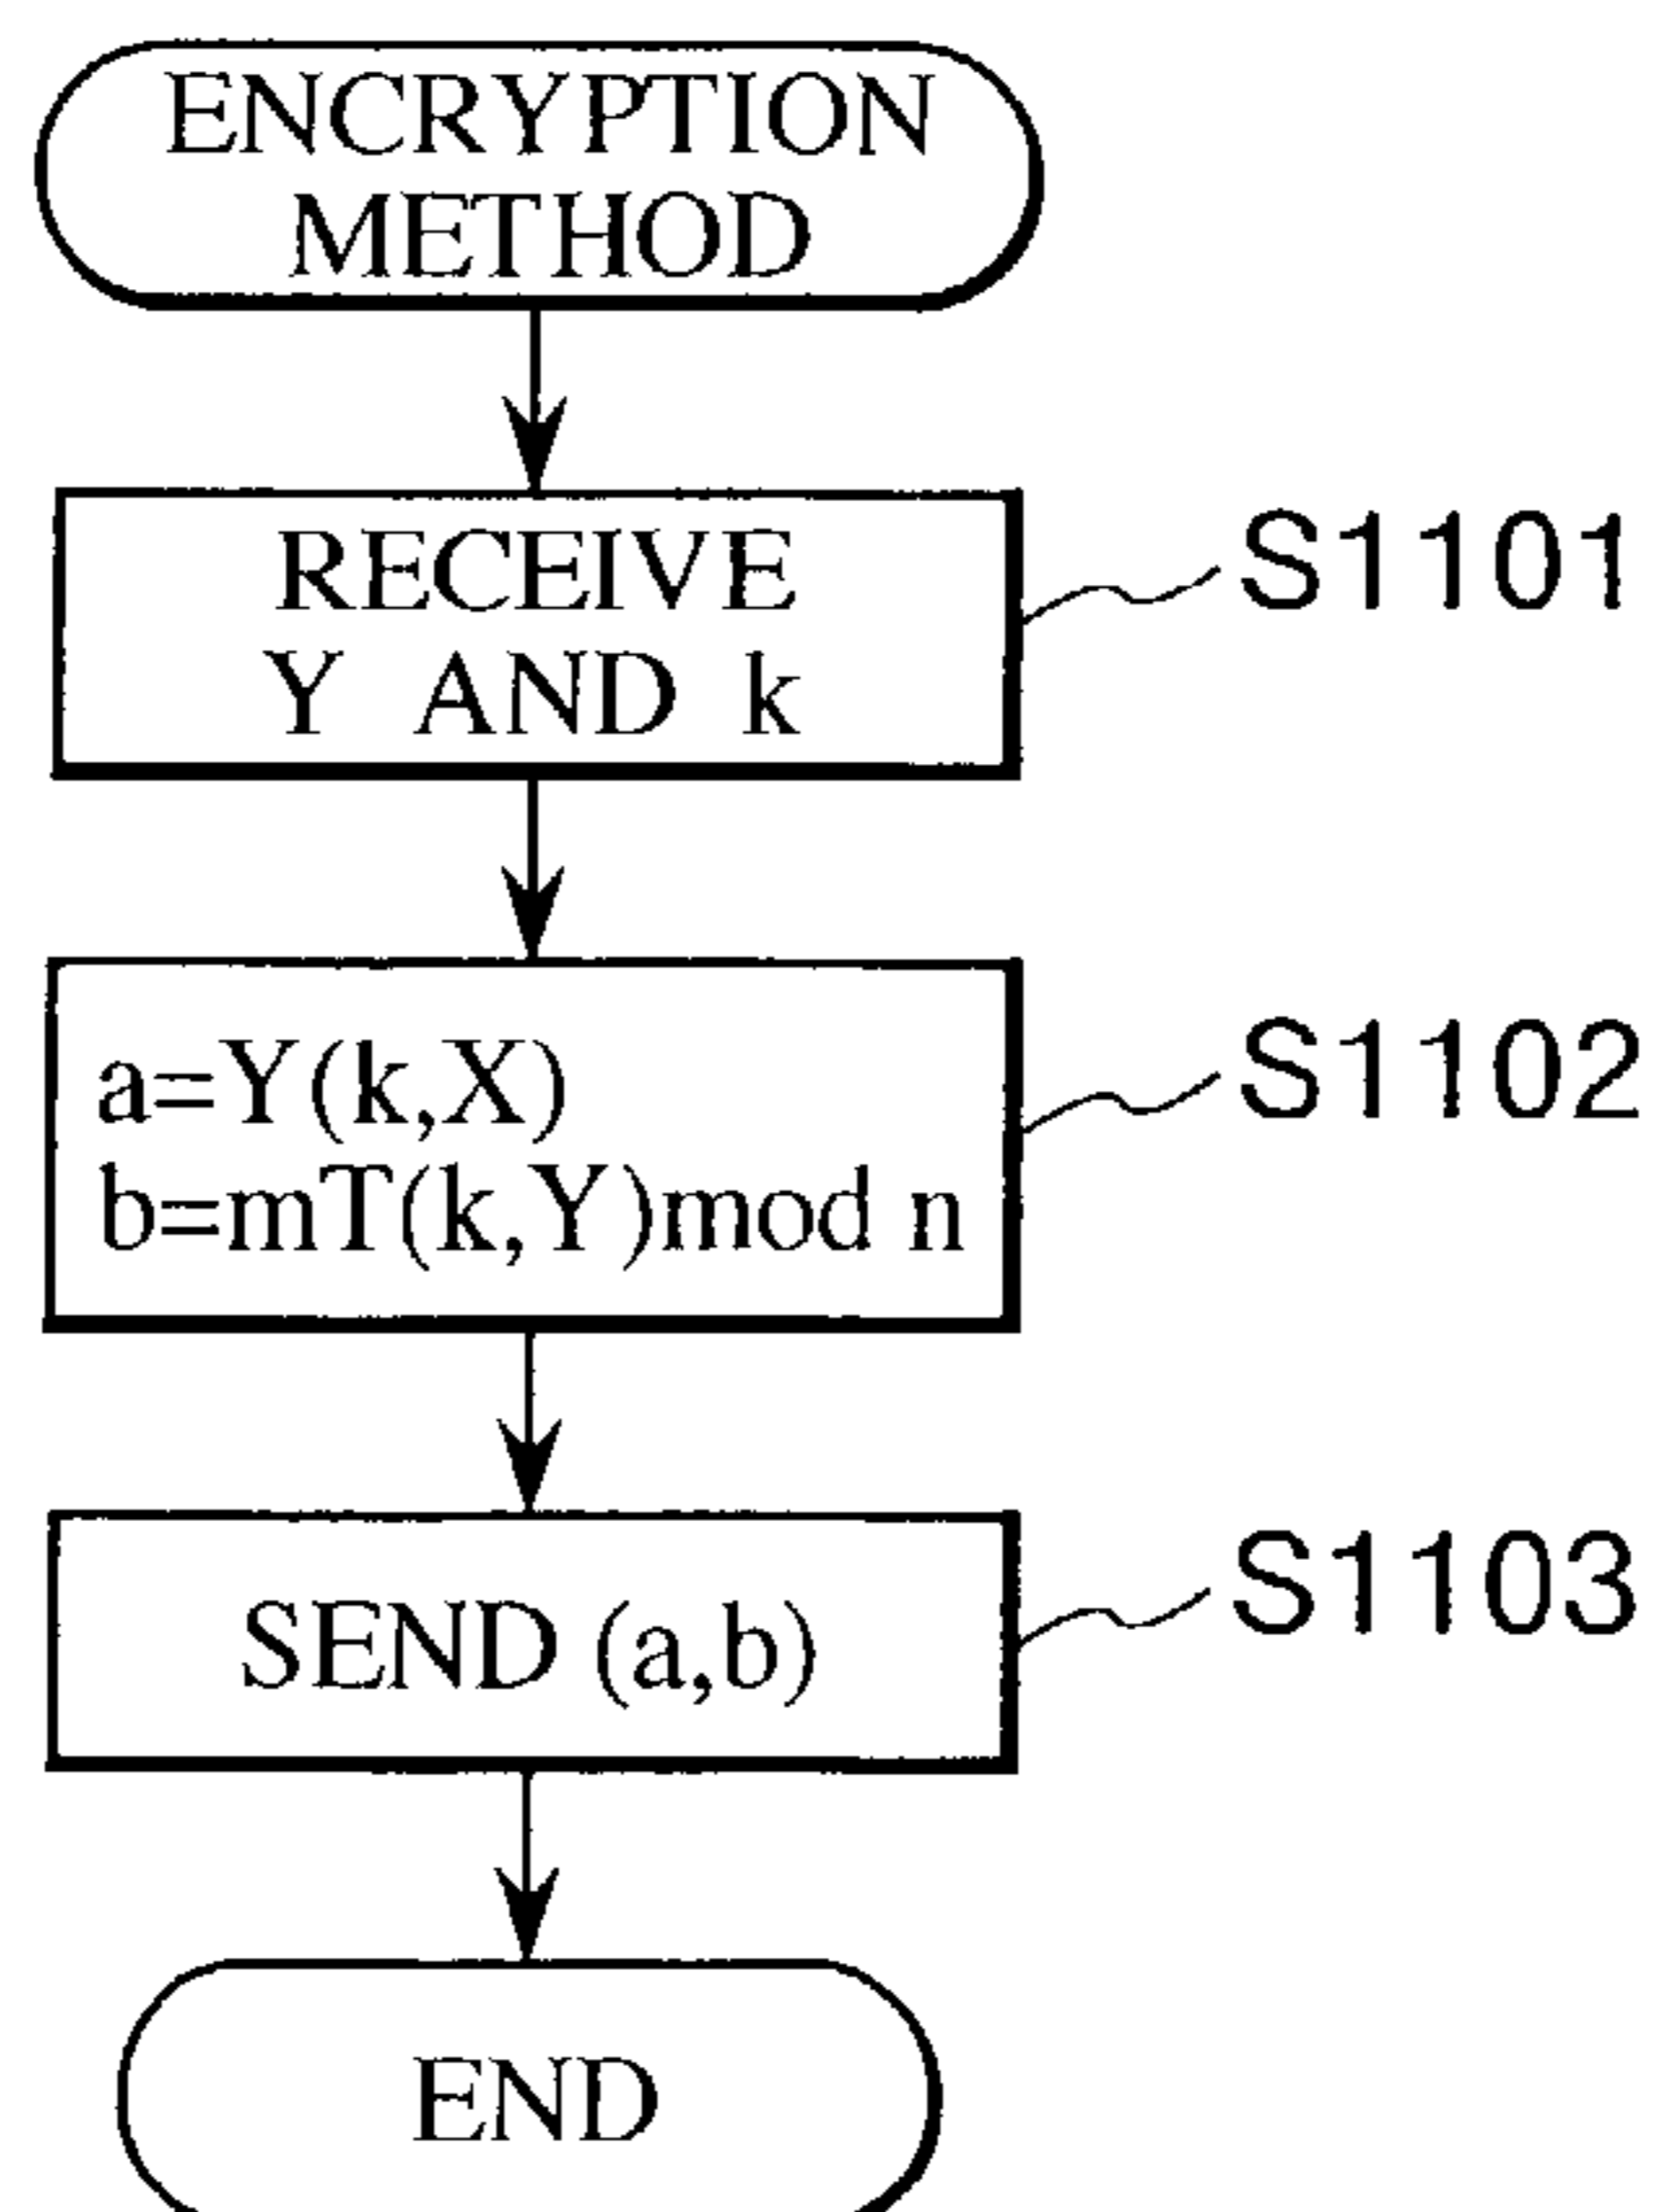 ENCRYPTION
METHOD
RECEIVE
Y AND k
S1101
a=Y(k,X)
b=mT(k,Y)mod n
S1102
SEND (a,b)
S1103
END